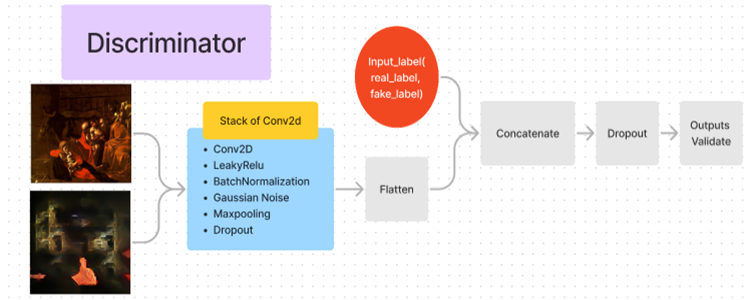 Discriminator
Input_label(
real_label,
fake_label)
Stack of Conv2d
• Conv2D
• LeakyRelu
• BatchNormalization
• Gaussian Noise
• Maxpooling
• Dropout
Flatten
Concatenate
Dropout
Outputs
Validate